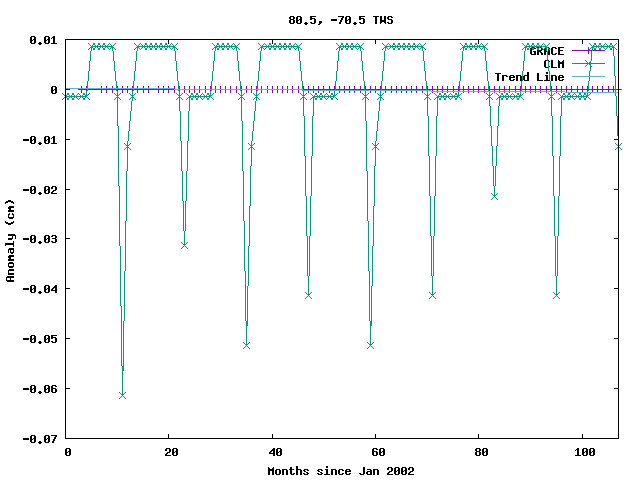 80.5, -70.5 TWS
0.01
0
-0.01
-0.02
-0.03
-0.04
-0.05
-0.06
-0.07
Anomaly (cm)
GRACE
CLM
Trend Line
0 20 40 60 80 100
Months since Jan 2002